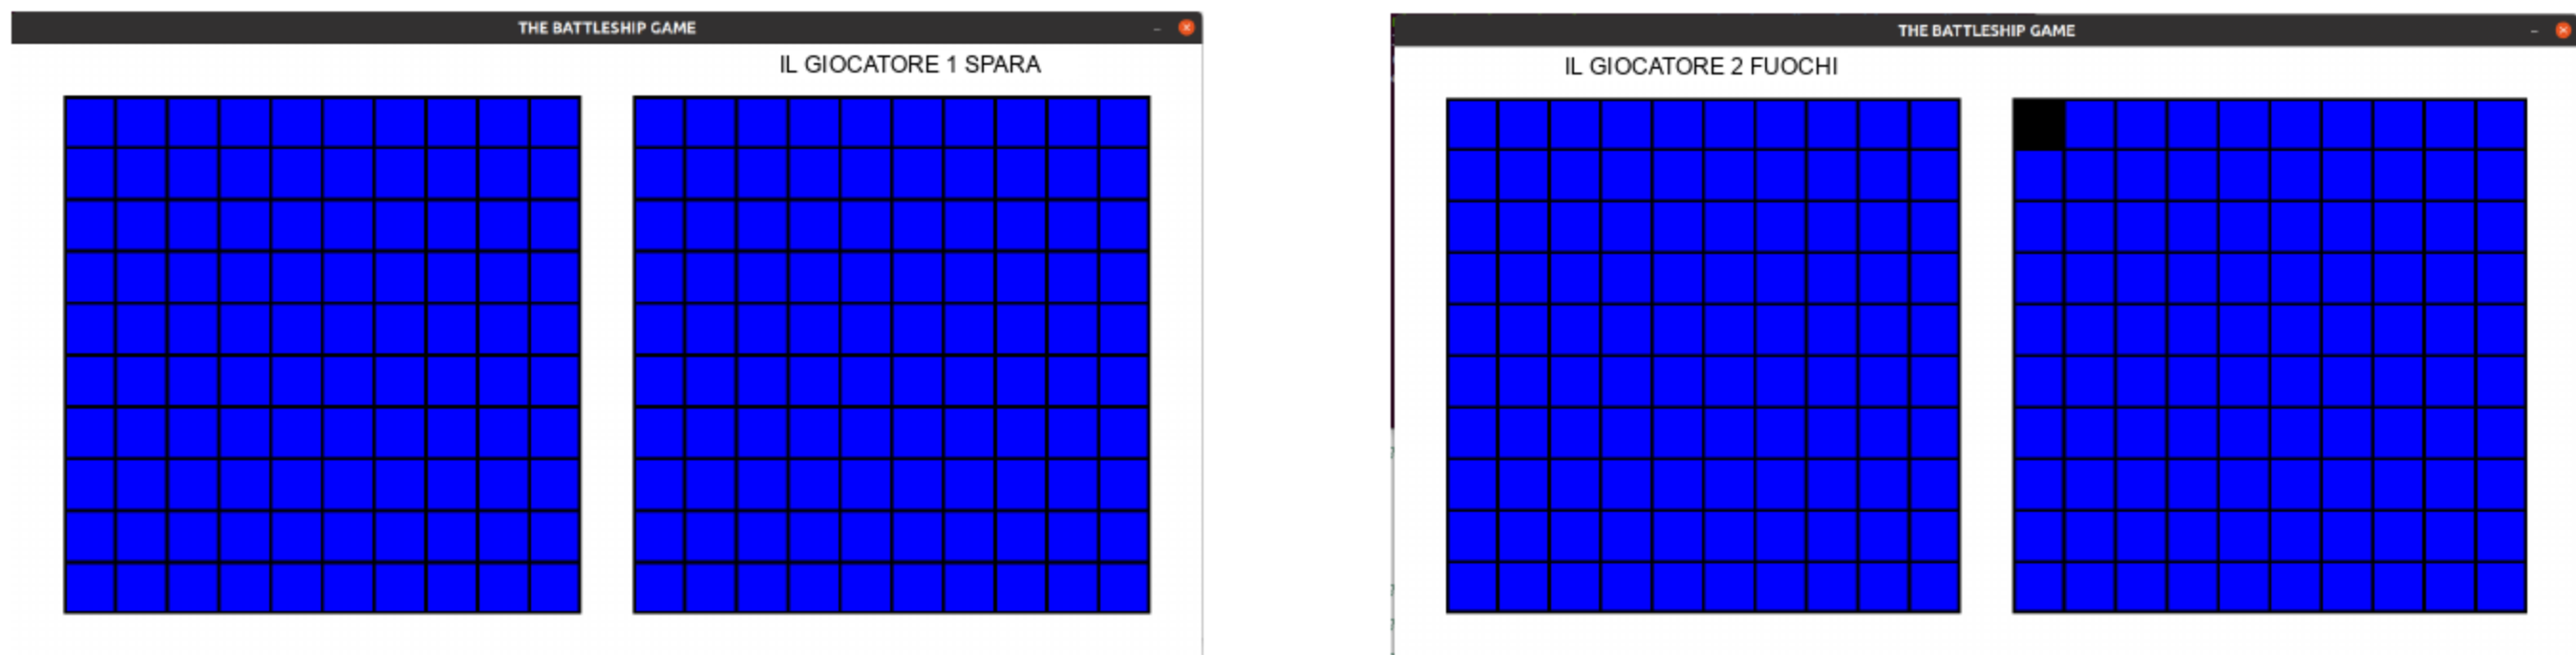 THE BATTLESHIP GAME
IL GIOCATORE 1 SPARA
THE BATTLESHIP GAME
IL GIOCATORE 2 FUOCHI